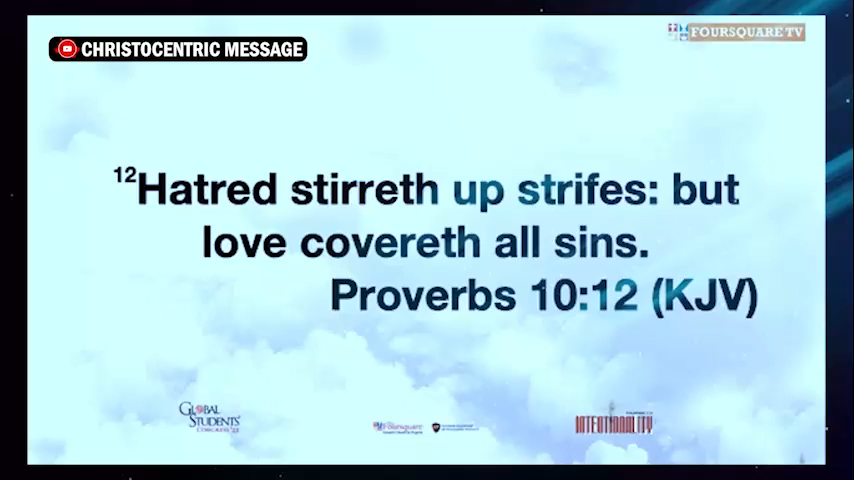 CHRISTOCENTRIC MESSAGE
FOURSQUARE TV
12Hatred stirreth up strifes: but
love covereth all sins.
Proverbs 10:12 (KJV)
GLOBAL
STUDENTS'
Foursquare
INTENTIONALITY